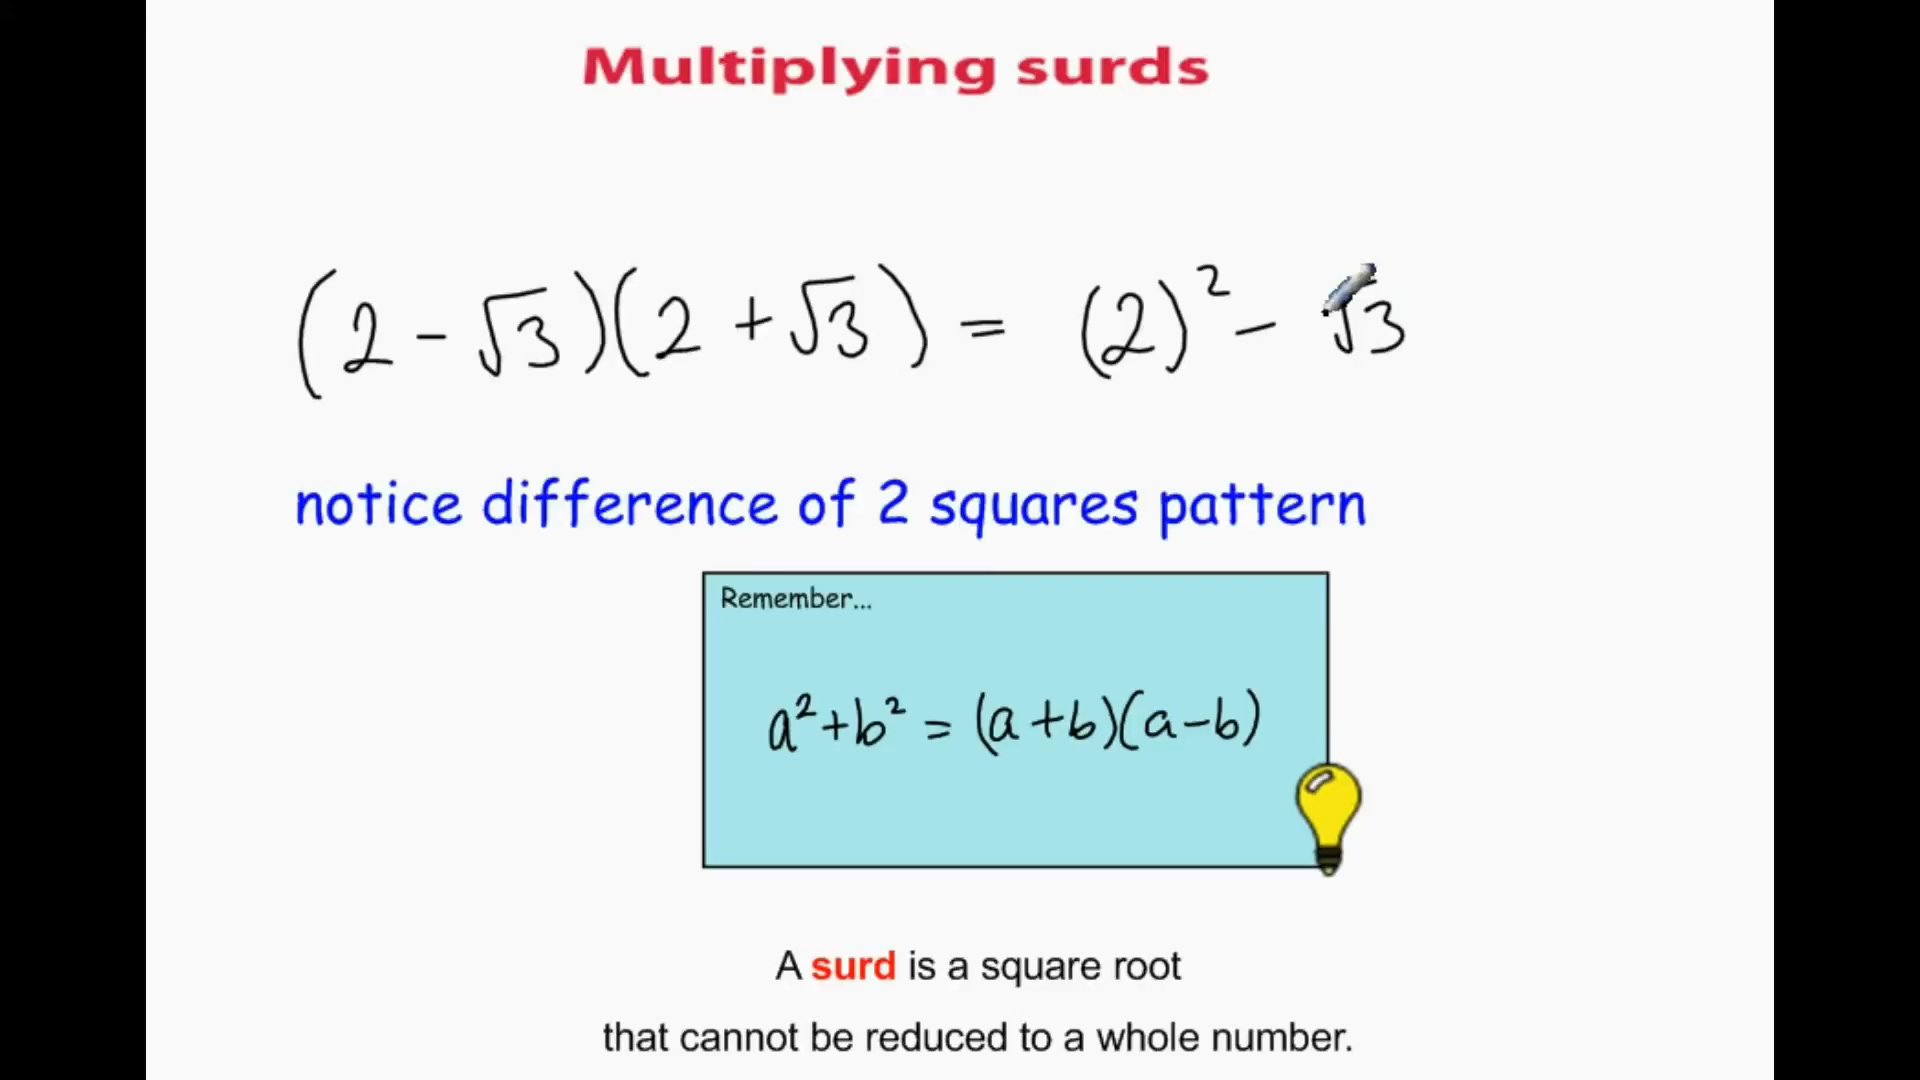 Multiplying surds
(2 - √3)(2 + √3) = (2)² - √3
notice difference of 2 squares pattern
Remember...
a²+b² = (a+b)(a-b)
A surd is a square root
that cannot be reduced to a whole number.